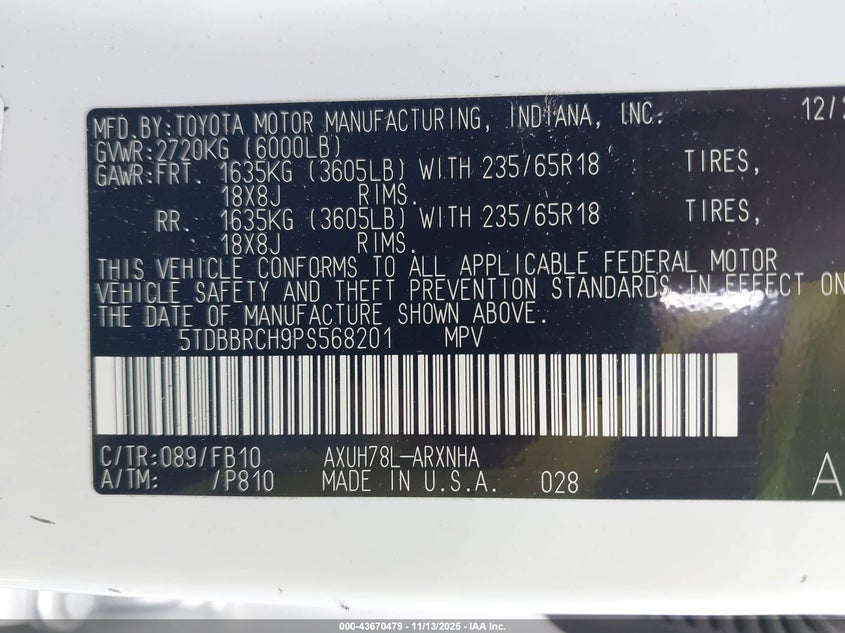 MFD.BY:TOYOTA MOTOR MANUFACTURING, INDIANA, INC. 12/2
GVWR:2720KG (6000LB)
GAWR:FRT. 1635KG (3605LB) WITH 235/65R18 TIRES,
18X8J RIMS.
RR. 1635KG (3605LB) WITH 235/65R18 TIRES,
18X8J RIMS.
THIS VEHICLE CONFORMS TO ALL APPLICABLE FEDERAL MOTOR
VEHICLE SAFETY AND THEFT PREVENTION STANDARDS IN EFFECT ON
THE DATE OF MANUFACTURE SHOWN ABOVE.
5TDBBRCH9PS568201 MPV
C/TR:089/FB10 AXUH78L-ARXNHA
A/TM: /P810 MADE IN U.S.A. 028 A
000-43670479 - 11/13/2025 - IAA Inc.